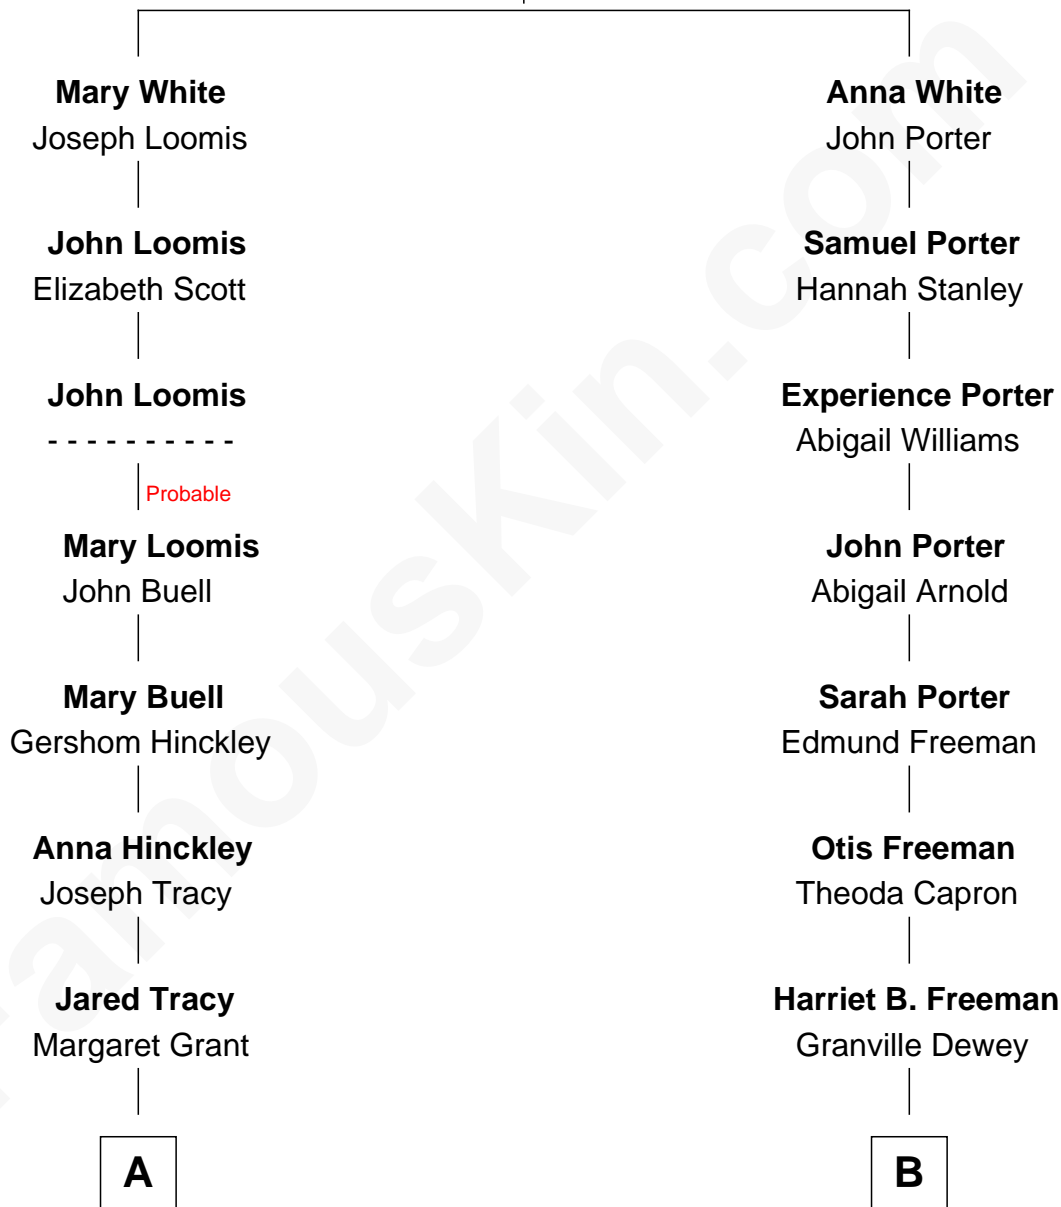 Mary White
Joseph Loomis
John Loomis
Elizabeth Scott
John Loomis
- - - - - - - - - -
Probable
Mary Loomis
John Buell
Mary Buell
Gershom Hinckley
Anna Hinckley
Joseph Tracy
Jared Tracy
Margaret Grant
A
Anna White
John Porter
Samuel Porter
Hannah Stanley
Experience Porter
Abigail Williams
John Porter
Abigail Arnold
Sarah Porter
Edmund Freeman
Otis Freeman
Theoda Capron
Harriet B. Freeman
Granville Dewey
B
FamousKin.com